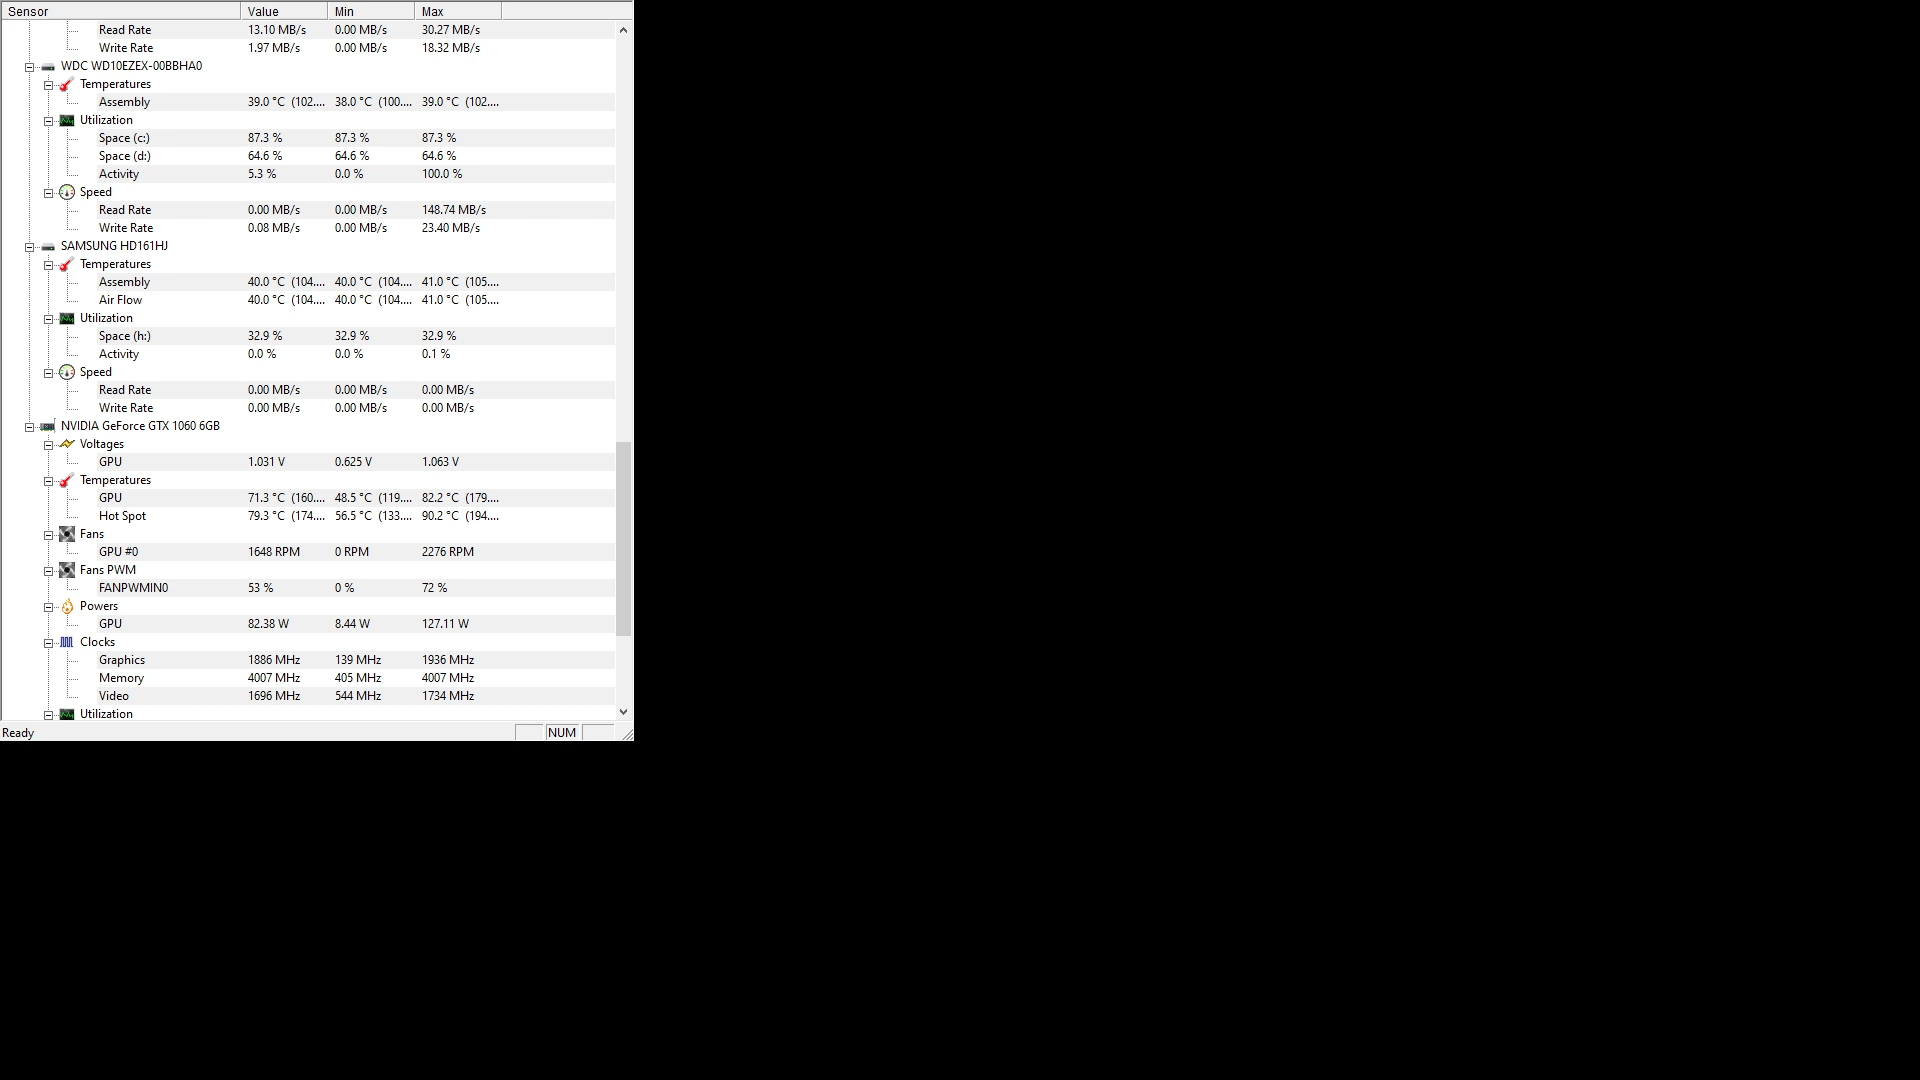 Sensor Value Min Max
Read Rate 13.10 MB/s 0.00 MB/s 30.27 MB/s
Write Rate 1.97 MB/s 0.00 MB/s 18.32 MB/s
WDC WD10EZEX-00BBHA0
Temperatures
Assembly 39.0 °C (102.... 38.0 °C (100.... 39.0 °C (102....
Utilization
Space (c:) 87.3 % 87.3 % 87.3 %
Space (d:) 64.6 % 64.6 % 64.6 %
Activity 5.3 % 0.0 % 100.0 %
Speed
Read Rate 0.00 MB/s 0.00 MB/s 148.74 MB/s
Write Rate 0.08 MB/s 0.00 MB/s 23.40 MB/s
SAMSUNG HD161HJ
Temperatures
Assembly 40.0 °C (104.... 40.0 °C (104.... 41.0 °C (105....
Air Flow 40.0 °C (104.... 40.0 °C (104.... 41.0 °C (105....
Utilization
Space (h:) 32.9 % 32.9 % 32.9 %
Activity 0.0 % 0.0 % 0.1 %
Speed
Read Rate 0.00 MB/s 0.00 MB/s 0.00 MB/s
Write Rate 0.00 MB/s 0.00 MB/s 0.00 MB/s
NVIDIA GeForce GTX 1060 6GB
Voltages
GPU 1.031 V 0.625 V 1.063 V
Temperatures
GPU 71.3 °C (160.... 48.5 °C (119.... 82.2 °C (179....
Hot Spot 79.3 °C (174.... 56.5 °C (133.... 90.2 °C (194....
Fans
GPU #0 1648 RPM 0 RPM 2276 RPM
Fans PWM
FANPWMIN0 53 % 0 % 72 %
Powers
GPU 82.38 W 8.44 W 127.11 W
Clocks
Graphics 1886 MHz 139 MHz 1936 MHz
Memory 4007 MHz 405 MHz 4007 MHz
Video 1696 MHz 544 MHz 1734 MHz
Utilization
Ready NUM